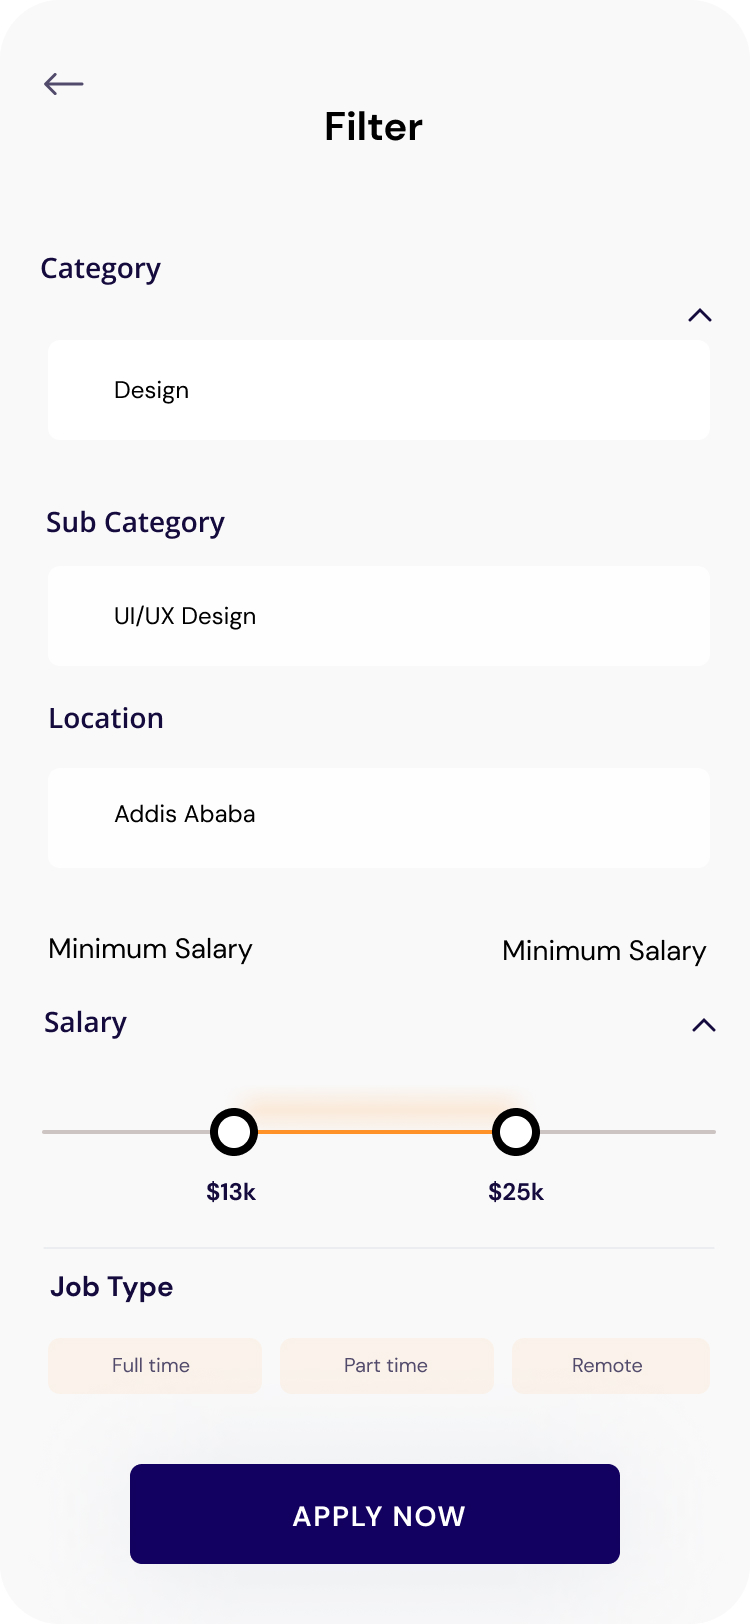 Filter
Category
Design
Sub Category
UI/UX Design
Location
Addis Ababa
Minimum Salary
Minimum Salary
Salary
$13k
$25k
Job Type
Full time
Part time
Remote
APPLY NOW